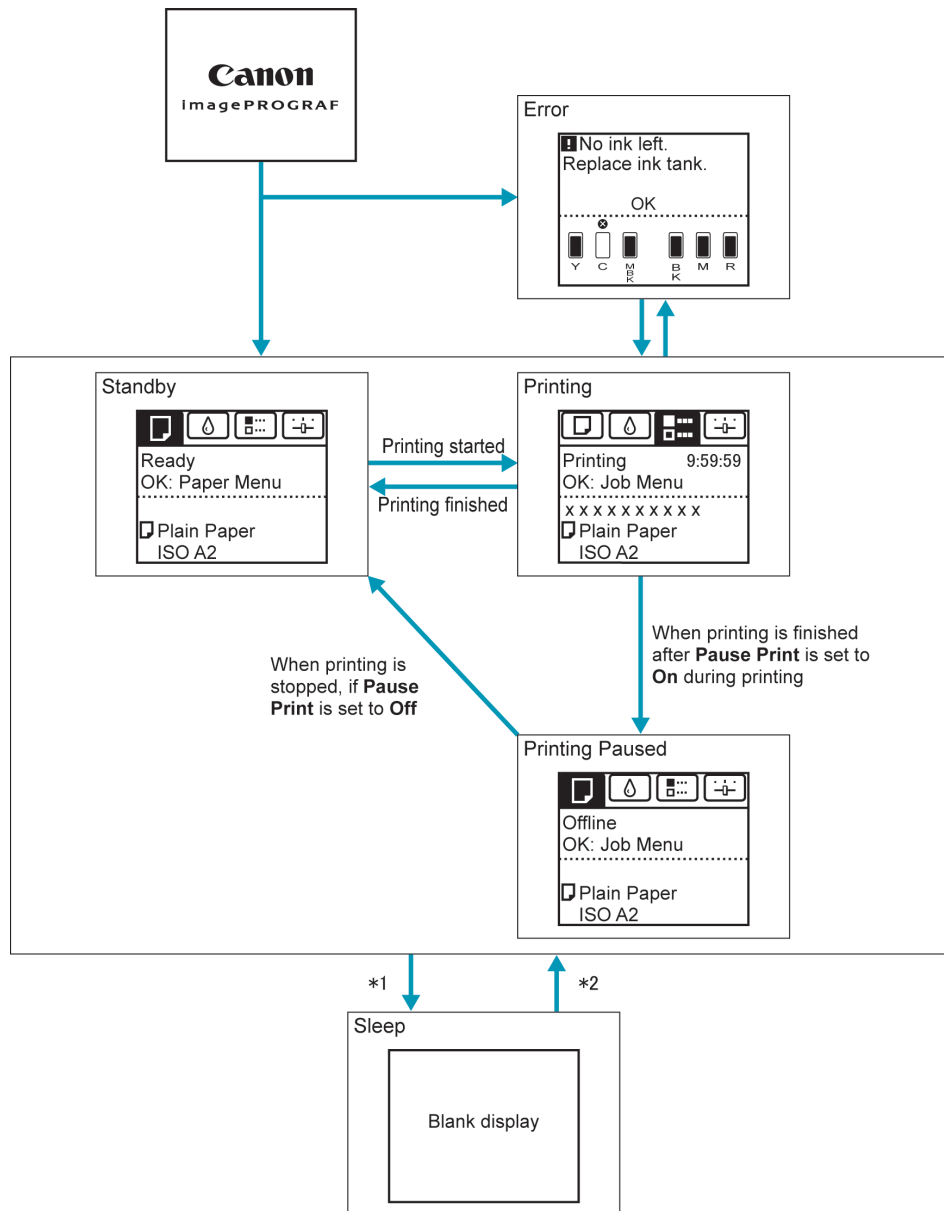 Canon
imagePROGRAF
Error
! No ink left.
Replace ink tank.
OK
Y C MBK BK M R
Standby
Ready
OK: Paper Menu
Plain Paper
ISO A2
Printing started
Printing finished
Printing
Printing 9:59:59
OK: Job Menu
x x x x x x x x x x
Plain Paper
ISO A2
When printing is
stopped, if Pause
Print is set to Off
When printing is finished
after Pause Print is set to
On during printing
Printing Paused
Offline
OK: Job Menu
Plain Paper
ISO A2
*1
*2
Sleep
Blank display